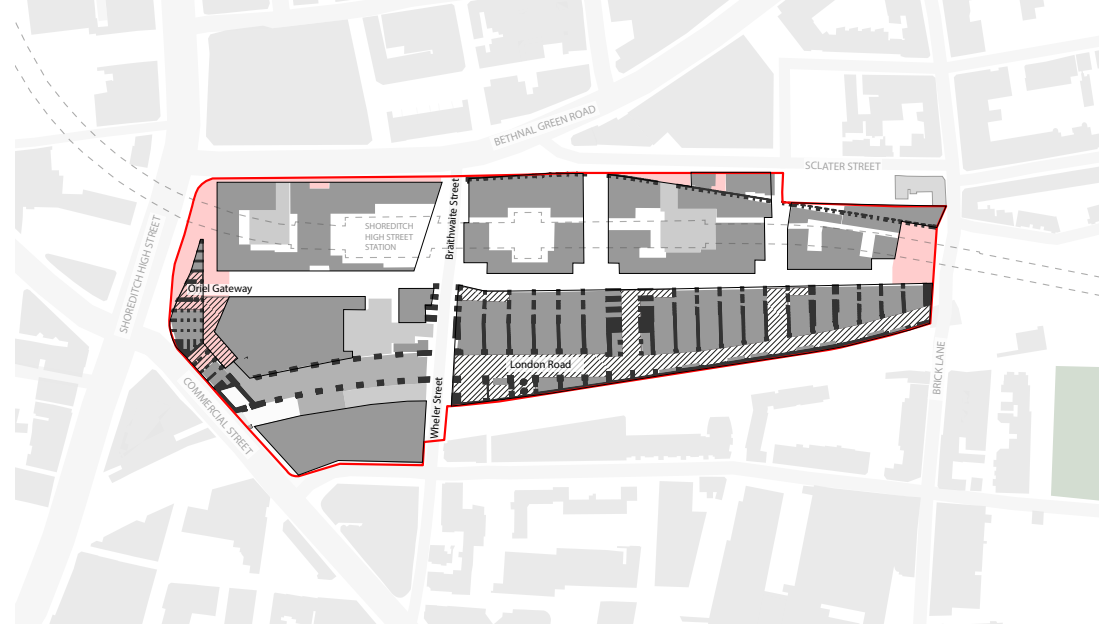 BETHNAL GREEN ROAD
SCLATER STREET
Braithwaite Street
SHOREDITCH
HIGH STREET
STATION
SHOREDITCH HIGH STREET
Oriel Gateway
London Road
BRICK LANE
Wheler Street
COMMERCIAL STREET